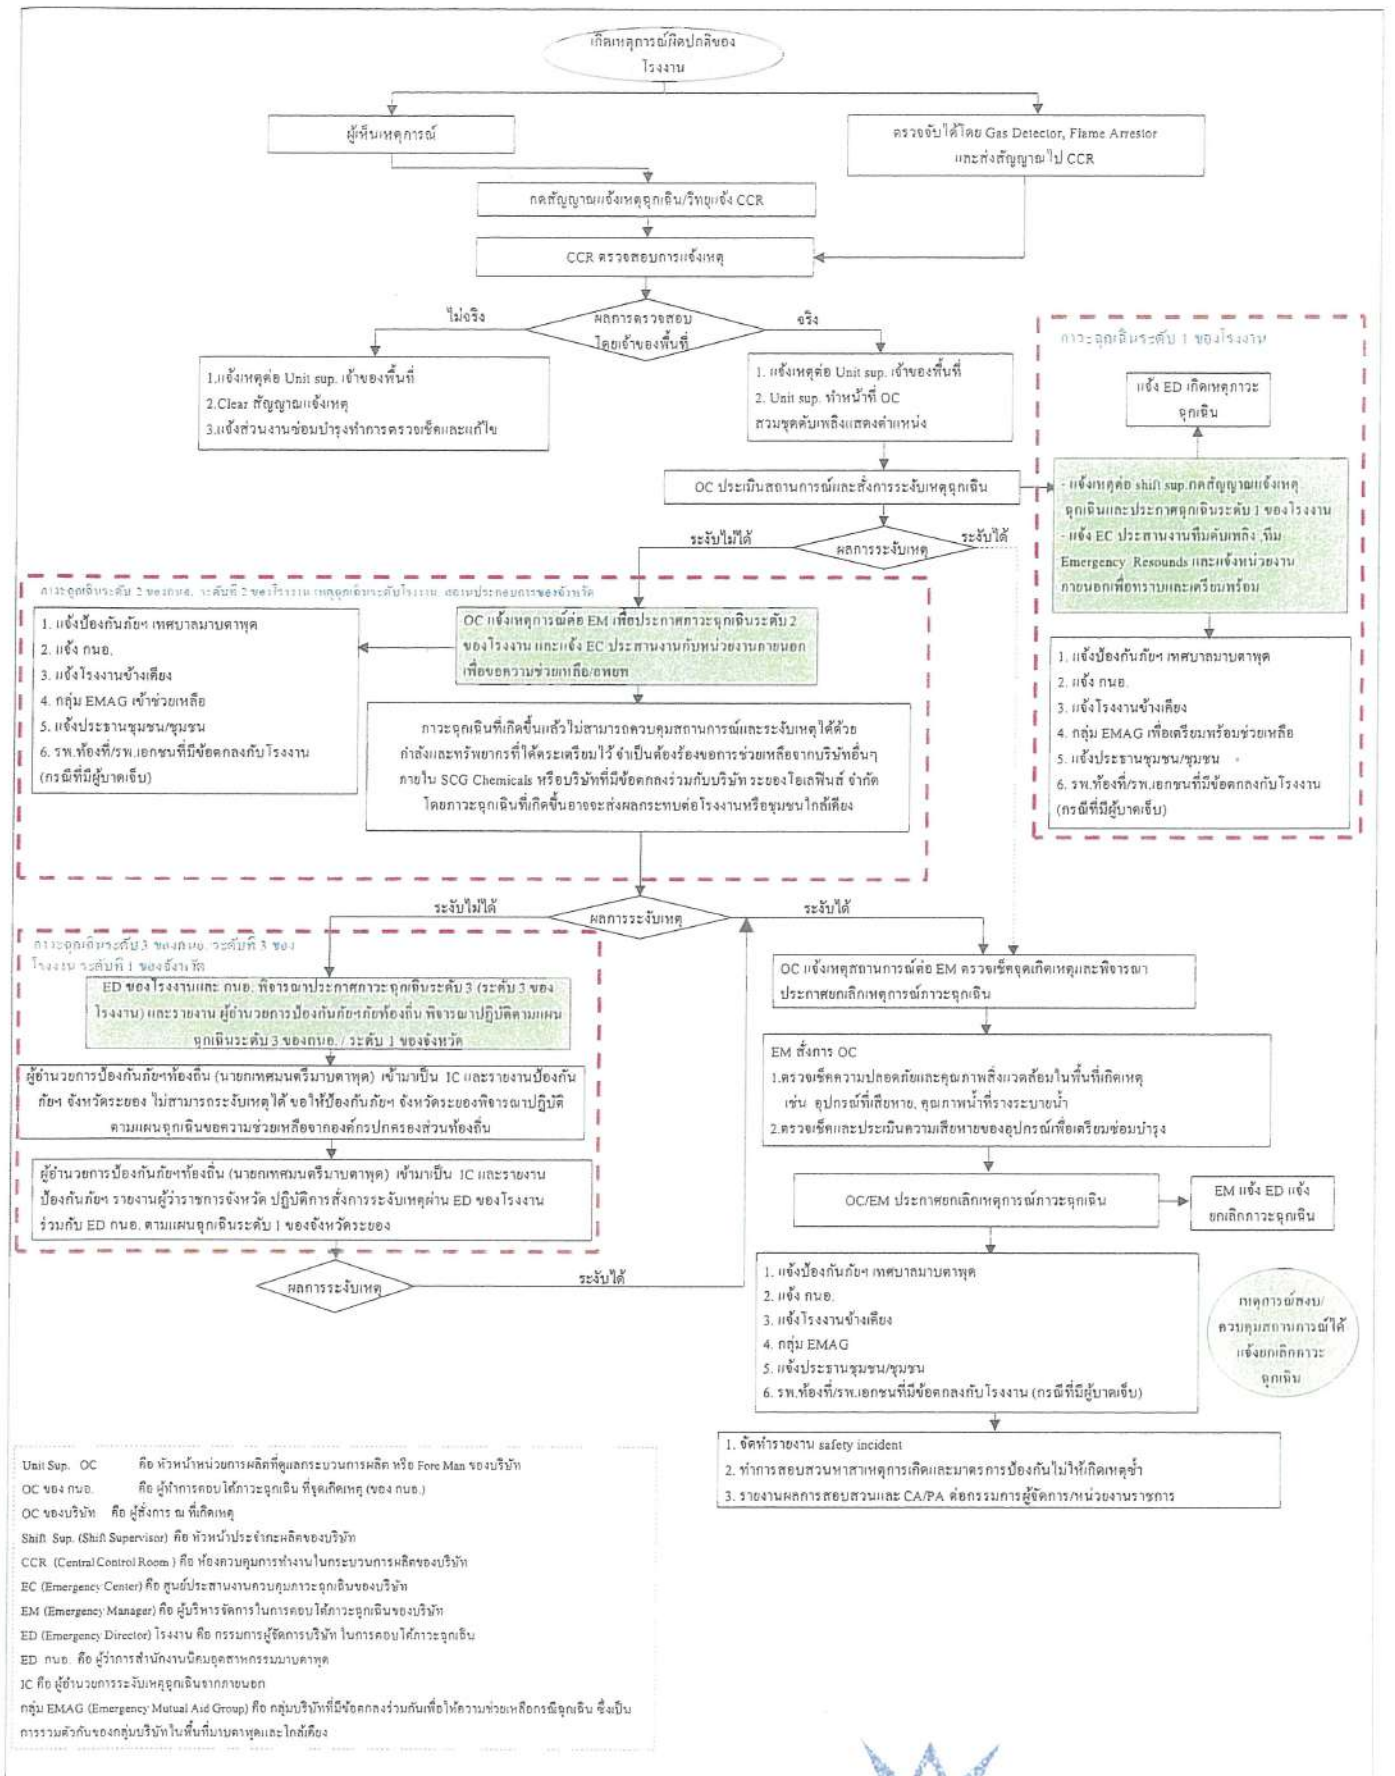 เกิดเหตุการณ์ผิดปกติของ
โรงงาน
ผู้เห็นเหตุการณ์
ตรวจจับได้โดย Gas Detector, Flame Arrestor
และส่งสัญญาณไป CCR
กดสัญญาณแจ้งเหตุฉุกเฉิน/วิทยุแจ้ง CCR
CCR ตรวจสอบการแจ้งเหตุ
ไม่จริง
ผลการตรวจสอบ
โดยเจ้าของพื้นที่
จริง
1.แจ้งเหตุต่อ Unit sup. เจ้าของพื้นที่
2.Clear สัญญาณแจ้งเหตุ
3.แจ้งส่วนงานซ่อมบำรุงทำการตรวจเช็คและแก้ไข
1. แจ้งเหตุต่อ Unit sup. เจ้าของพื้นที่
2. Unit sup. ทำหน้าที่ OC
สวมชุดดับเพลิงแสดงตำแหน่ง
ภาวะฉุกเฉินระดับ 1 ของโรงงาน
แจ้ง ED เกิดเหตุภาวะ
ฉุกเฉิน
OC ประเมินสถานการณ์และสั่งการระงับเหตุฉุกเฉิน
- แจ้งเหตุต่อ shift sup.กดสัญญาณแจ้งเหตุ
ฉุกเฉินและประกาศฉุกเฉินระดับ 1 ของโรงงาน
- แจ้ง EC ประสานงานทีมดับเพลิง ,ทีม
Emergency Resounds และแจ้งหน่วยงาน
ภายนอกเพื่อทราบและเตรียมพร้อม
ระงับไม่ได้
ผลการระงับเหตุ
ระงับได้
ภาวะฉุกเฉินระดับ 2 ของกนอ. ระดับที่ 2 ของโรงงาน เหตุฉุกเฉินระดับโรงงาน สถานประกอบการของจังหวัด
1. แจ้งป้องกันภัยฯ เทศบาลมาบตาพุด
2. แจ้ง กนอ.
3. แจ้งโรงงานข้างเคียง
4. กลุ่ม EMAG เข้าช่วยเหลือ
5. แจ้งประธานชุมชน/ชุมชน
6. รพ.ท้องที่/รพ.เอกชนที่มีข้อตกลงกับโรงงาน
(กรณีที่มีผู้บาดเจ็บ)
OC แจ้งเหตุการณ์ต่อ EM เพื่อประกาศภาวะฉุกเฉินระดับ 2
ของโรงงาน และแจ้ง EC ประสานงานกับหน่วยงานภายนอก
เพื่อขอความช่วยเหลือ/อพยพ
ภาวะฉุกเฉินที่เกิดขึ้นแล้วไม่สามารถควบคุมสถานการณ์และระงับเหตุได้ด้วย
กำลังและทรัพยากรที่ได้ตระเตรียมไว้ จำเป็นต้องร้องขอการช่วยเหลือจากบริษัทอื่นๆ
ภายใน SCG Chemicals หรือบริษัทที่มีข้อตกลงร่วมกับบริษัท ระยองโอเลฟินส์ จำกัด
โดยภาวะฉุกเฉินที่เกิดขึ้นอาจจะส่งผลกระทบต่อโรงงานหรือชุมชนใกล้เคียง
1. แจ้งป้องกันภัยฯ เทศบาลมาบตาพุด
2. แจ้ง กนอ.
3. แจ้งโรงงานข้างเคียง
4. กลุ่ม EMAG เพื่อเตรียมพร้อมช่วยเหลือ
5. แจ้งประธานชุมชน/ชุมชน
6. รพ.ท้องที่/รพ.เอกชนที่มีข้อตกลงกับโรงงาน
(กรณีที่มีผู้บาดเจ็บ)
ระงับไม่ได้
ผลการระงับเหตุ
ระงับได้
ภาวะฉุกเฉินระดับ 3 ของกนอ. ระดับที่ 3 ของ
โรงงาน ระดับที่ 1 ของจังหวัด
ED ของโรงงานและ กนอ. พิจารณาประกาศภาวะฉุกเฉินระดับ 3 (ระดับ 3 ของ
โรงงาน) และรายงาน ผู้อำนวยการป้องกันภัยฯภัยท้องถิ่น พิจารณาปฏิบัติตามแผน
ฉุกเฉินระดับ 3 ของกนอ. / ระดับ 1 ของจังหวัด
ผู้อำนวยการป้องกันภัยฯท้องถิ่น (นายกเทศมนตรีมาบตาพุด) เข้ามาเป็น IC และรายงานป้องกัน
ภัยฯ จังหวัดระยอง ไม่สามารถระงับเหตุได้ ขอให้ป้องกันภัยฯ จังหวัดระยองพิจารณาปฏิบัติ
ตามแผนฉุกเฉินขอความช่วยเหลือจากองค์กรปกครองส่วนท้องถิ่น
ผู้อำนวยการป้องกันภัยฯท้องถิ่น (นายกเทศมนตรีมาบตาพุด) เข้ามาเป็น IC และรายงาน
ป้องกันภัยฯ รายงานผู้ว่าราชการจังหวัด ปฏิบัติการสั่งการระงับเหตุผ่าน ED ของโรงงาน
ร่วมกับ ED กนอ. ตามแผนฉุกเฉินระดับ 1 ของจังหวัดระยอง
ผลการระงับเหตุ
ระงับได้
OC แจ้งเหตุสถานการณ์ต่อ EM ตรวจเช็คจุดเกิดเหตุและพิจารณา
ประกาศยกเลิกเหตุการณ์ภาวะฉุกเฉิน
EM สั่งการ OC
1.ตรวจเช็คความปลอดภัยและคุณภาพสิ่งแวดล้อมในพื้นที่เกิดเหตุ
เช่น อุปกรณ์ที่เสียหาย, คุณภาพน้ำที่รางระบายน้ำ
2.ตรวจเช็คและประเมินความเสียหายของอุปกรณ์เพื่อเตรียมซ่อมบำรุง
OC/EM ประกาศยกเลิกเหตุการณ์ภาวะฉุกเฉิน
EM แจ้ง ED แจ้ง
ยกเลิกภาวะฉุกเฉิน
1. แจ้งป้องกันภัยฯ เทศบาลมาบตาพุด
2. แจ้ง กนอ.
3. แจ้งโรงงานข้างเคียง
4. กลุ่ม EMAG
5. แจ้งประธานชุมชน/ชุมชน
6. รพ.ท้องที่/รพ.เอกชนที่มีข้อตกลงกับโรงงาน (กรณีที่มีผู้บาดเจ็บ)
เหตุการณ์สงบ/
ควบคุมสถานการณ์ได้
แจ้งยกเลิกภาวะ
ฉุกเฉิน
1. จัดทำรายงาน safety incident
2. ทำการสอบสวนหาสาเหตุการเกิดและมาตรการป้องกันไม่ให้เกิดเหตุซ้ำ
3. รายงานผลการสอบสวนและ CA/PA ต่อกรรมการผู้จัดการ/หน่วยงานราชการ
Unit Sup. OC คือ หัวหน้าหน่วยการผลิตที่ดูแลกระบวนการผลิต หรือ Fore Man ของบริษัท
OC ของ กนอ. คือ ผู้ทำการตอบโต้ภาวะฉุกเฉิน ที่จุดเกิดเหตุ (ของ กนอ.)
OC ของบริษัท คือ ผู้สั่งการ ณ ที่เกิดเหตุ
Shift Sup. (Shift Supervisor) คือ หัวหน้าประจำกะผลิตของบริษัท
CCR (Central Control Room ) คือ ห้องควบคุมการทำงานในกระบวนการผลิตของบริษัท
EC (Emergency Center) คือ ศูนย์ประสานงานควบคุมภาวะฉุกเฉินของบริษัท
EM (Emergency Manager) คือ ผู้บริหารจัดการในการตอบโต้ภาวะฉุกเฉินของบริษัท
ED (Emergency Director) โรงงาน คือ กรรมการผู้จัดการบริษัท ในการตอบโต้ภาวะฉุกเฉิน
ED กนอ. คือ ผู้ว่าการสำนักงานนิคมอุตสาหกรรมมาบตาพุด
IC คือ ผู้อำนวยการระงับเหตุฉุกเฉินจากภายนอก
กลุ่ม EMAG (Emergency Mutual Aid Group) คือ กลุ่มบริษัทที่มีข้อตกลงร่วมกันเพื่อให้ความช่วยเหลือกรณีฉุกเฉิน ซึ่งเป็น
การรวมตัวกันของกลุ่มบริษัทในพื้นที่มาบตาพุดและใกล้เคียง